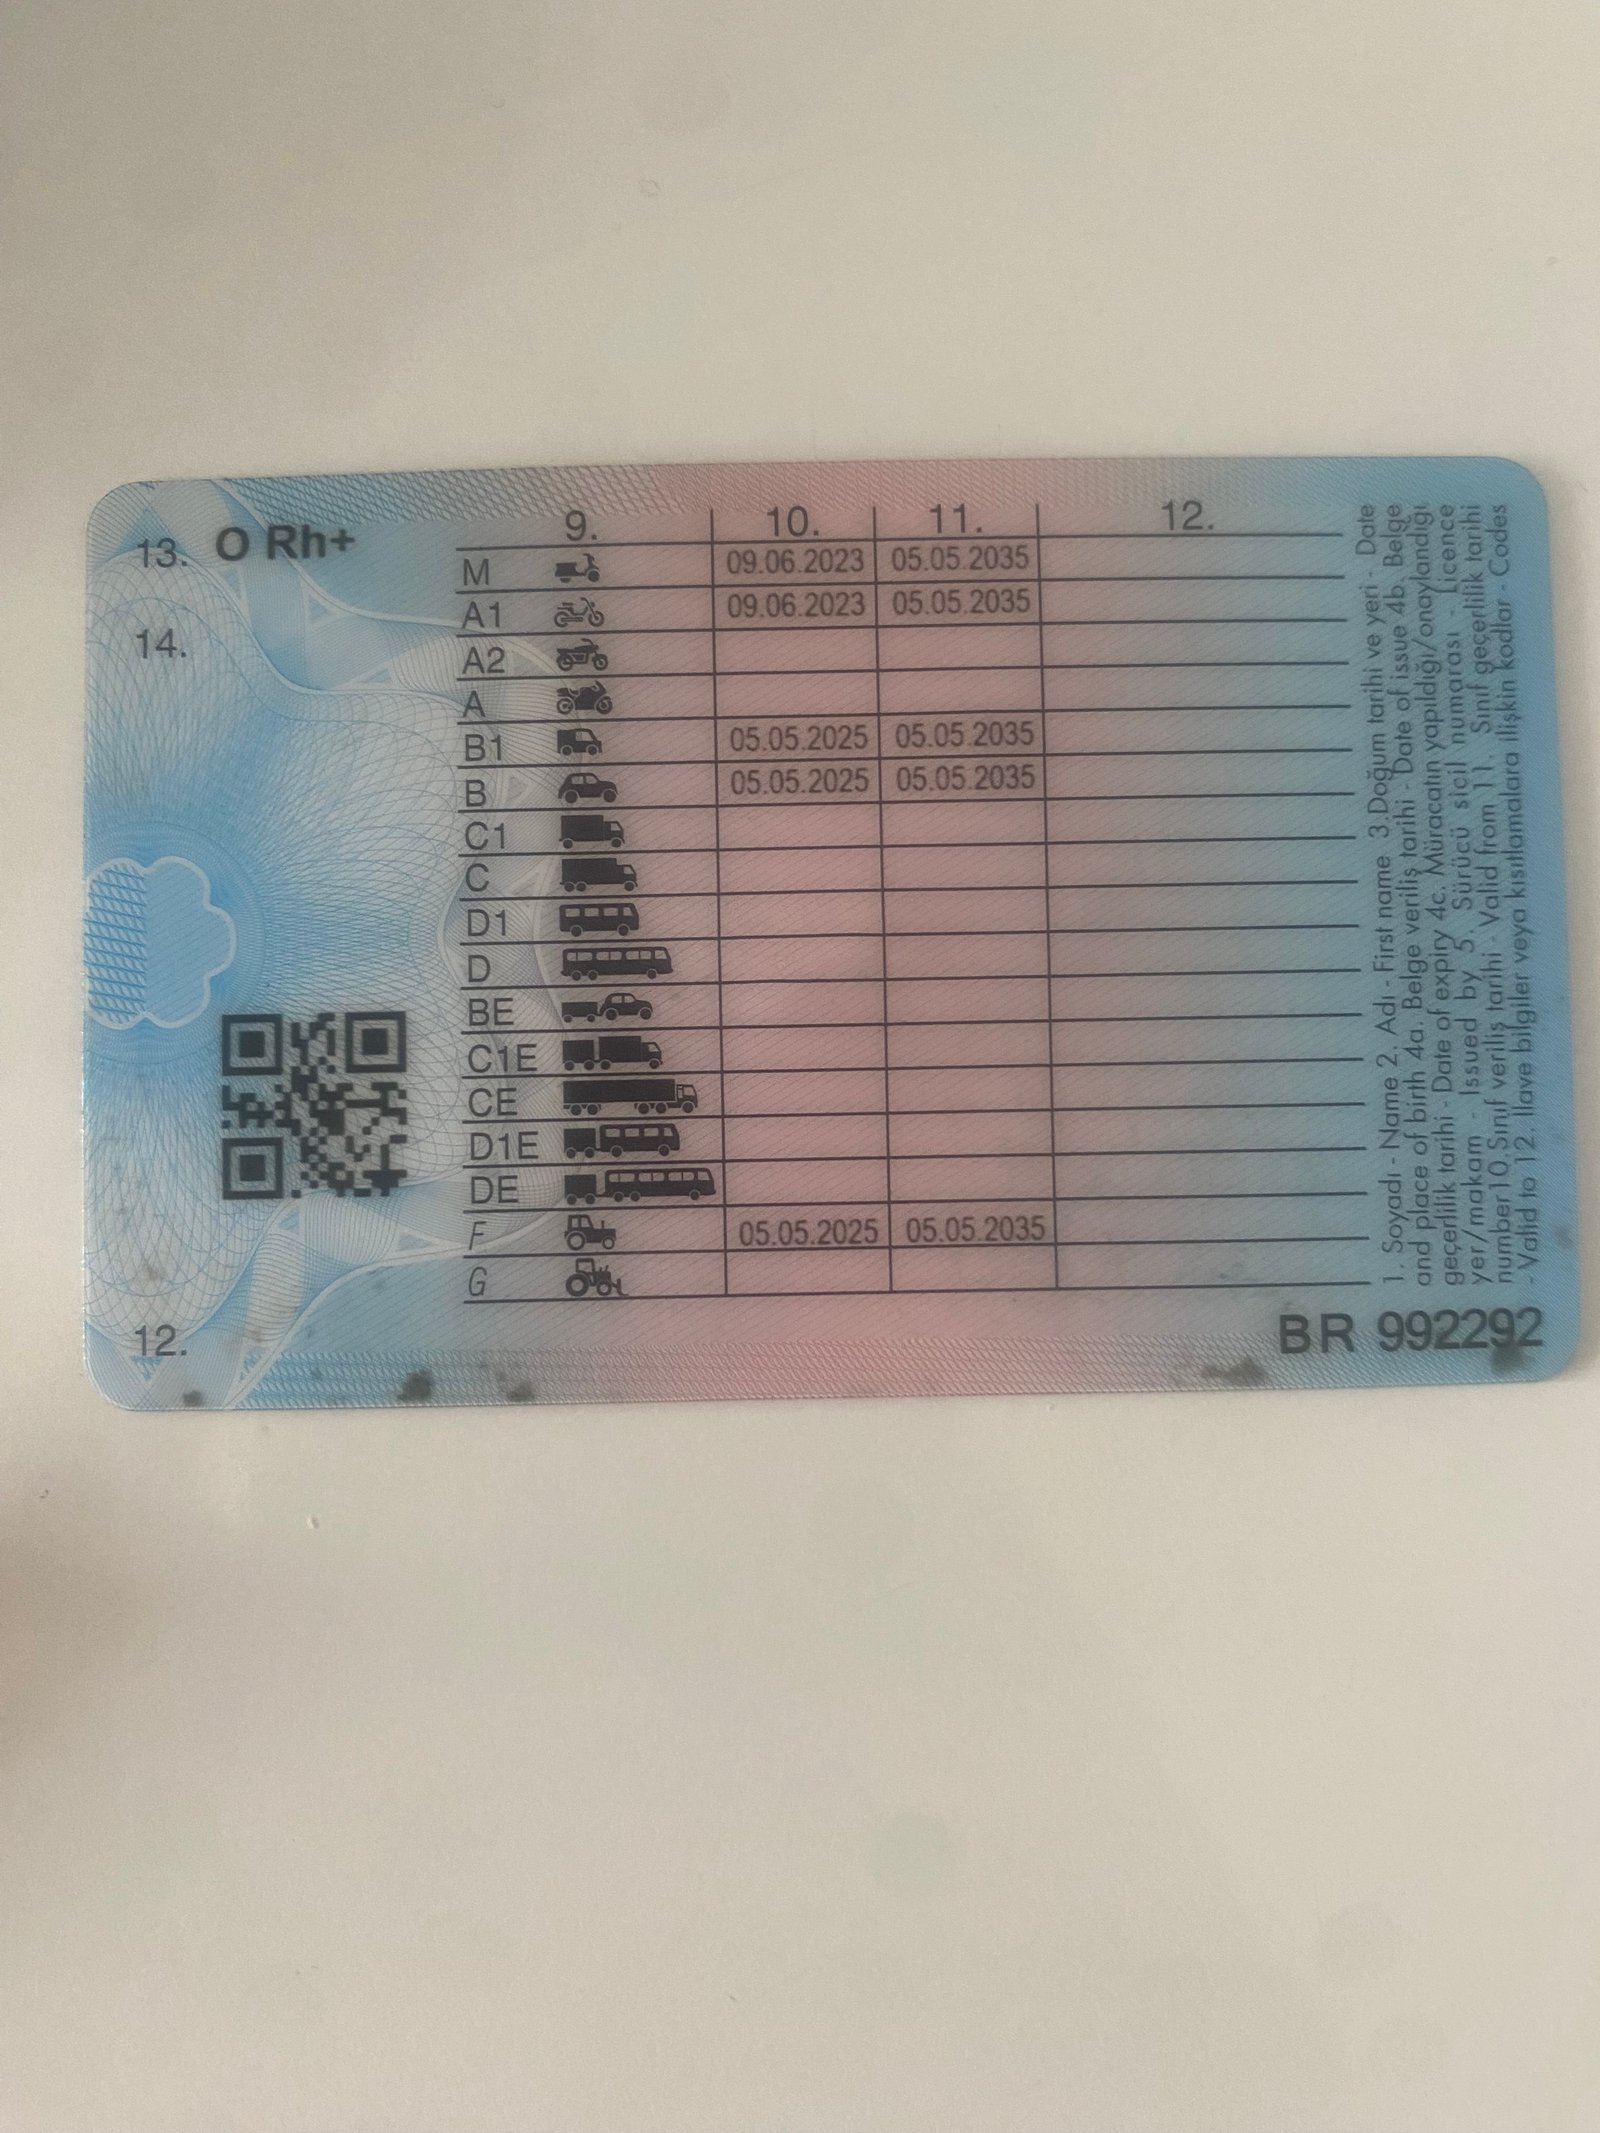 13. O Rh+
14.
12.
9. 10. 11. 12.
M 09.06.2023 05.05.2035
A1 09.06.2023 05.05.2035
A2
A
B1 05.05.2025 05.05.2035
B 05.05.2025 05.05.2035
C1
C
D1
D
BE
C1E
CE
D1E
DE
F 05.05.2025 05.05.2035
G
1. Soyadı - Name 2. Adı - First name 3.Doğum tarihi ve yeri - Date
and place of birth 4a. Belge veriliş tarihi - Date of issue 4b. Belge
geçerlilik tarihi - Date of expiry 4c. Müracatın yapıldığı/onaylandığı
yer/makam - Issued by 5. Sürücü sicil numarası - Licence
number10.Sınıf veriliş tarihi - Valid from 11. Sınıf geçerlilik tarihi
- Valid to 12. İlave bilgiler veya kısıtlamalara ilişkin kodlar - Codes
BR 992292